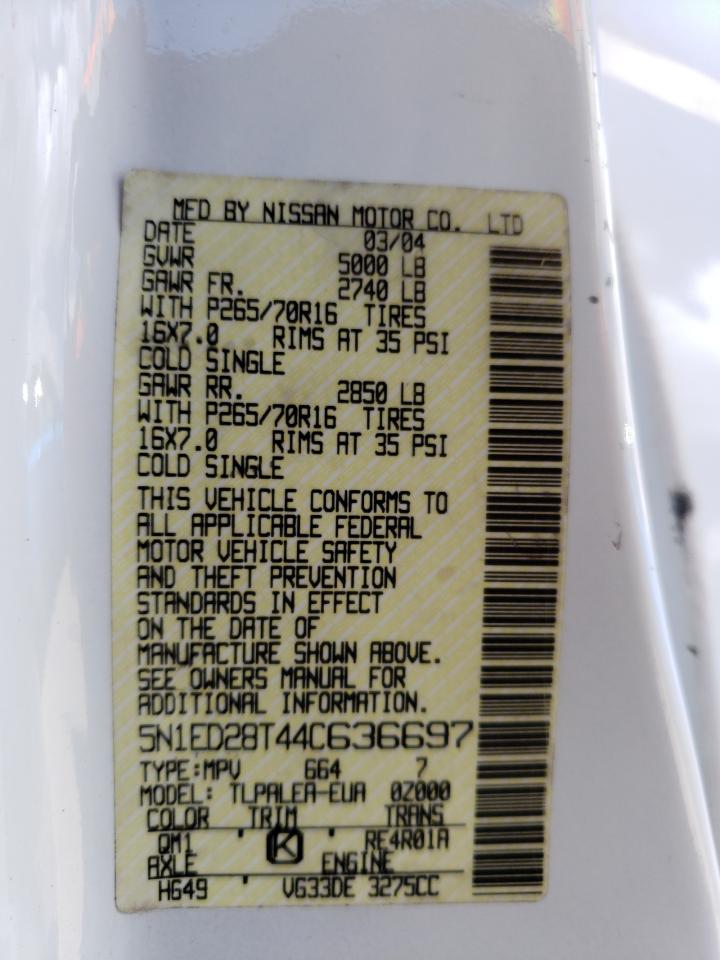 MFD BY NISSAN MOTOR CO. LTD
DATE 03/04
GVWR 5000 LB
GAWR FR. 2740 LB
WITH P265/70R16 TIRES
16X7.0 RIMS AT 35 PSI
COLD SINGLE
GAWR RR. 2850 LB
WITH P265/70R16 TIRES
16X7.0 RIMS AT 35 PSI
COLD SINGLE
THIS VEHICLE CONFORMS TO
ALL APPLICABLE FEDERAL
MOTOR VEHICLE SAFETY
AND THEFT PREVENTION
STANDARDS IN EFFECT
ON THE DATE OF
MANUFACTURE SHOWN ABOVE.
SEE OWNERS MANUAL FOR
ADDITIONAL INFORMATION.
5N1ED28T44C636697
TYPE:MPV 664 7
MODEL: TLPALEA-EUA 0Z000
COLOR TRIM TRANS
QM1 K RE4R01A
AXLE ENGINE
HG49 VG33DE 3275CC